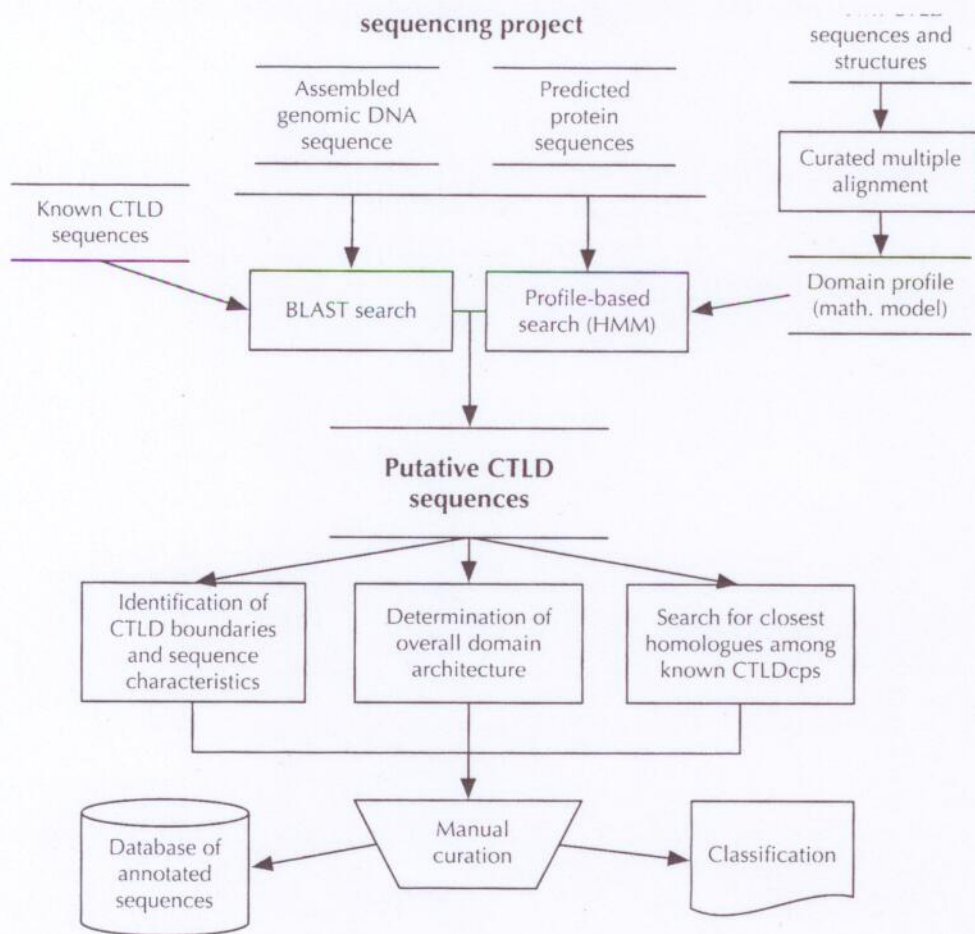 sequencing project
sequences and
structures
Assembled
genomic DNA
sequence
Predicted
protein
sequences
Curated multiple
alignment
Known CTLD
sequences
BLAST search
Profile-based
search (HMM)
Domain profile
(math. model)
Putative CTLD
sequences
Identification of
CTLD boundaries
and sequence
characteristics
Determination of
overall domain
architecture
Search for closest
homologues among
known CTLDcps
Database of
annotated
sequences
Manual
curation
Classification